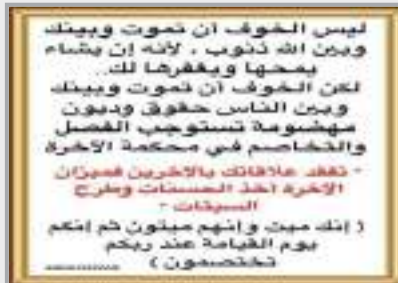 ليس الخوف أن تموت وبينك
وبين الله ذنوب ، لأنه إن يشاء
يمحها ويغفرها لك..
لكن الخوف أن تموت وبينك
وبين الناس حقوق وديون
مهضومة تستوجب الفصل
والتخاصم في محكمة الآخرة
- تفقد علاقاتك بالآخرين فميزان
الآخرة أخذ الحسنات وطرح
السيئات -
( إنك ميت وإنهم ميتون ثم إنكم
يوم القيامة عند ربكم
تختصمون )